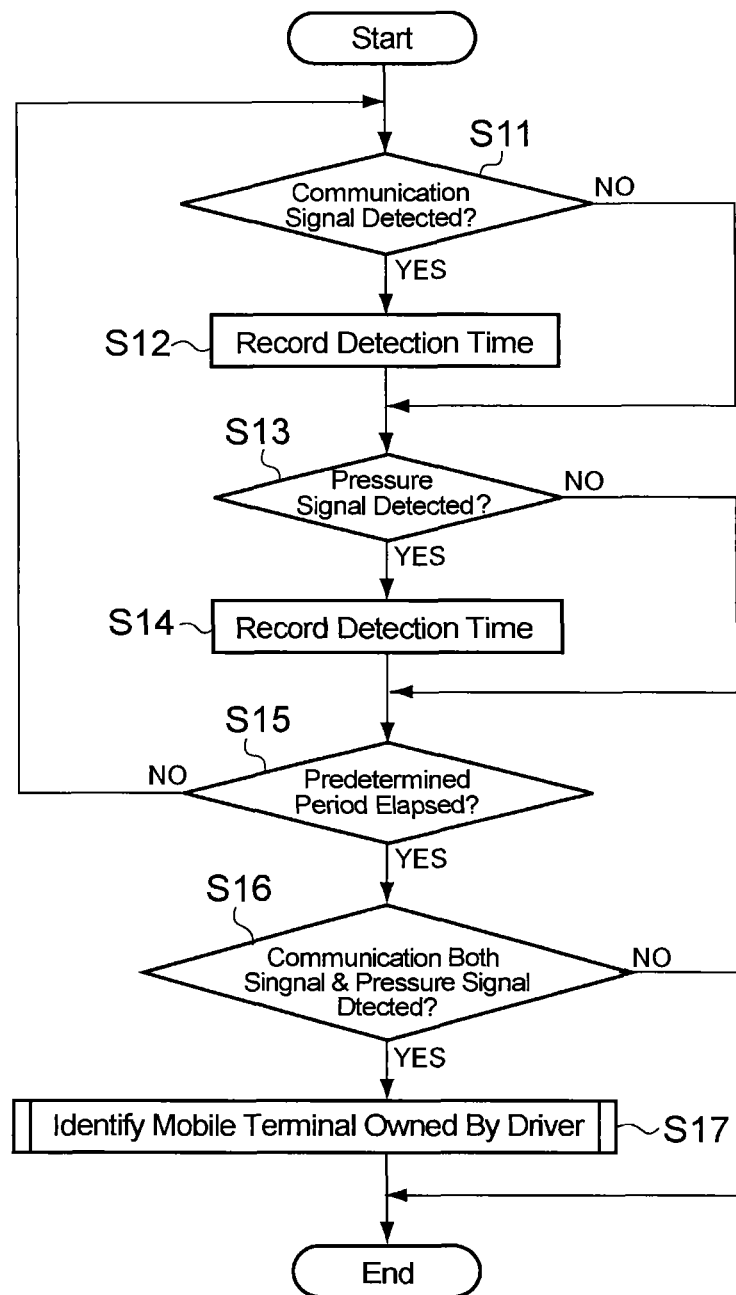 Start
S11
Communication
Signal Detected?
NO
YES
S12
Record Detection Time
S13
Pressure
Signal Detected?
NO
YES
S14
Record Detection Time
S15
NO
Predetermined
Period Elapsed?
YES
S16
Communication Both
Singnal & Pressure Signal
Dtected?
NO
YES
Identify Mobile Terminal Owned By Driver
S17
End